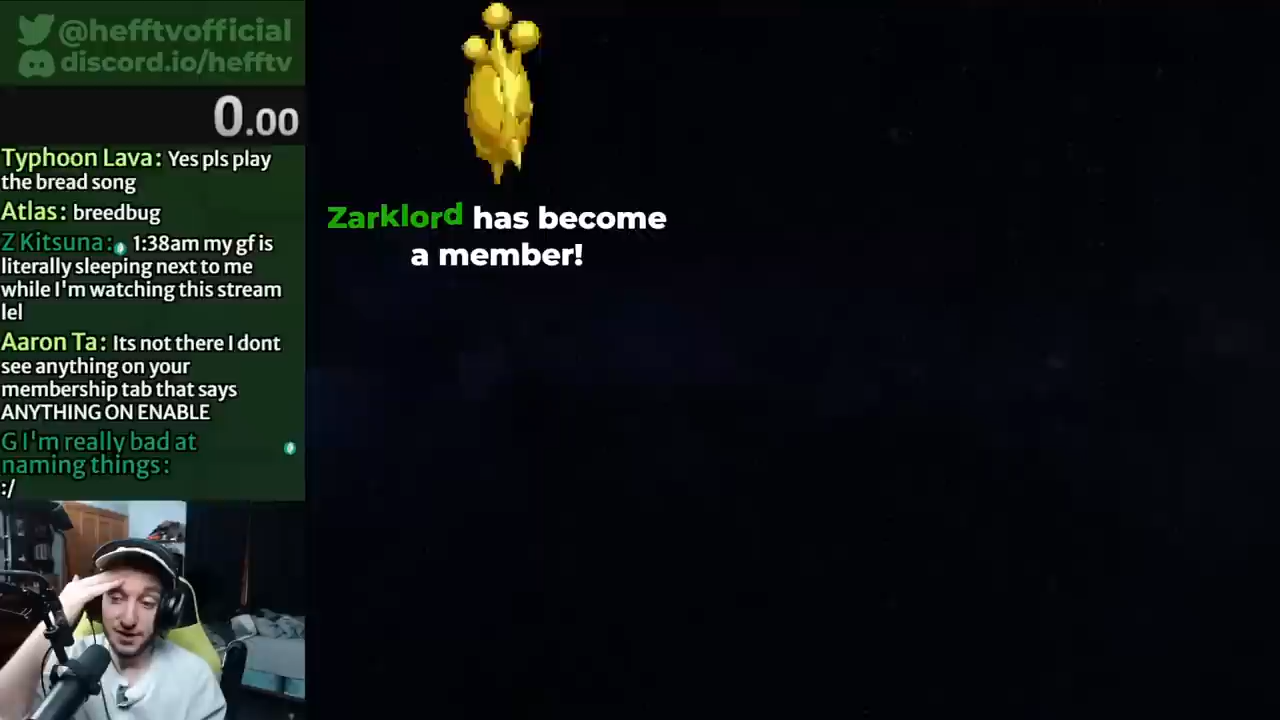 @hefftvofficial
discord.io/hefftv
0.00
Typhoon Lava: Yes pls play
the bread song
Atlas: breedbug
Z Kitsuna: 1:38am my gf is
literally sleeping next to me
while I'm watching this stream
lel
Aaron Ta: Its not there I dont
see anything on your
membership tab that says
ANYTHING ON ENABLE
G I'm really bad at
naming things:
:/
Zarklord has become
a member!